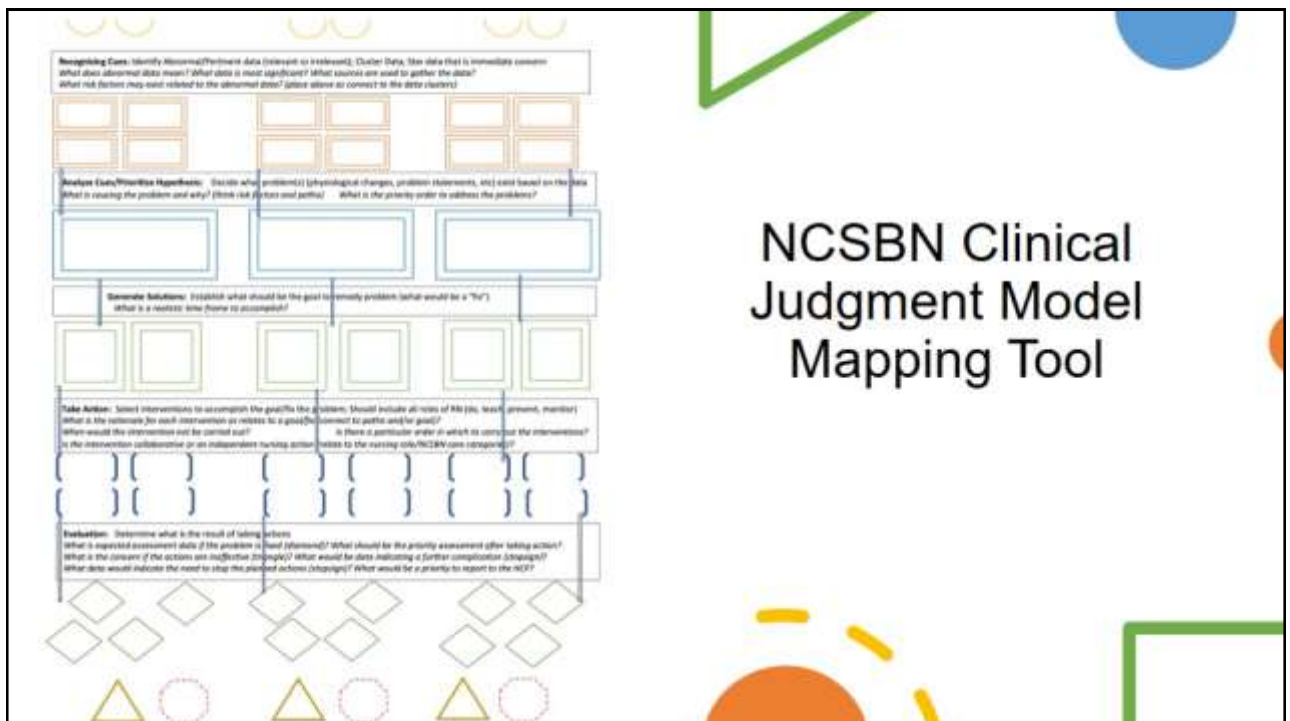 Recognizing Cues: Identify Abnormal/Pertinent data (relevant or irrelevant); Cluster Data; Star data that is immediate concern
What does abnormal data mean? What data is most significant? What sources are used to gather the data?
What risk factors may exist related to the abnormal data? (place above as connect to the data clusters)
Analyze Cues/Prioritize Hypothesis: Decide what problem(s) (physiological changes, problem statements, etc) exist based on the data
What is causing the problem and why? (think risk factors and patho) What is the priority order to address the problems?
Generate Solutions: Establish what should be the goal to remedy problem (what would be a "fix")
What is a realistic time frame to accomplish?
Take Action: Select interventions to accomplish the goal/fix the problem; Should include all roles of RN (do, teach, prevent, monitor)
What is the rationale for each intervention as relates to a goal/fix (connect to patho and/or goal)?
When would the intervention not be carried out? Is there a particular order in which to carry out the interventions?
Is the intervention collaborative or an independent nursing action (relate to the nursing role/NCSBN core categories)?
Evaluation: Determine what is the result of taking actions
What is expected assessment data if the problem is fixed (diamond)? What should be the priority assessment after taking action?
What is the concern if the actions are ineffective (triangle)? What would be data indicating a further complication (stopsign)?
What data would indicate the need to stop the planned actions (stopsign)? What would be a priority to report to the HCP?
NCSBN Clinical
Judgment Model
Mapping Tool